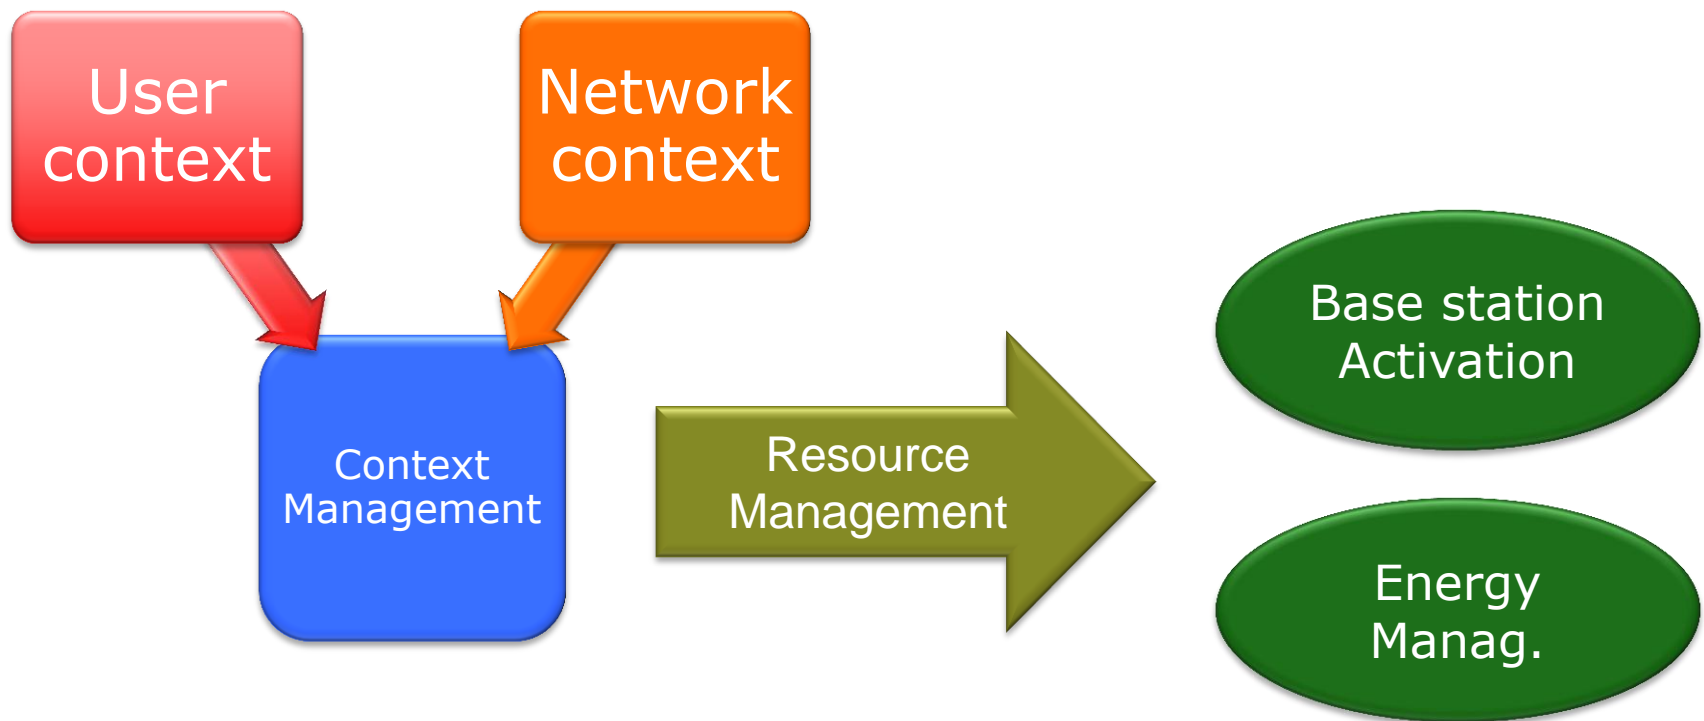 User
context
Network
context
Context
Management
Resource
Management
Base station
Activation
Energy
Manag.